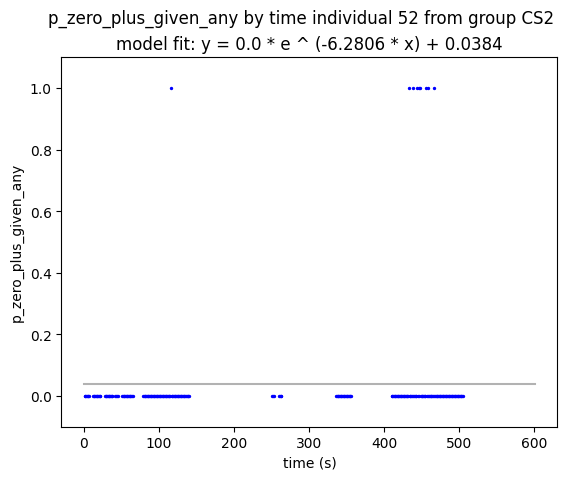 p_zero_plus_given_any by time individual 52 from group CS2
model fit: y = 0.0 * e ^ (-6.2806 * x) + 0.0384
1.0
0.8
0.6
0.4
0.2
0.0
p_zero_plus_given_any
0 100 200 300 400 500 600
time (s)